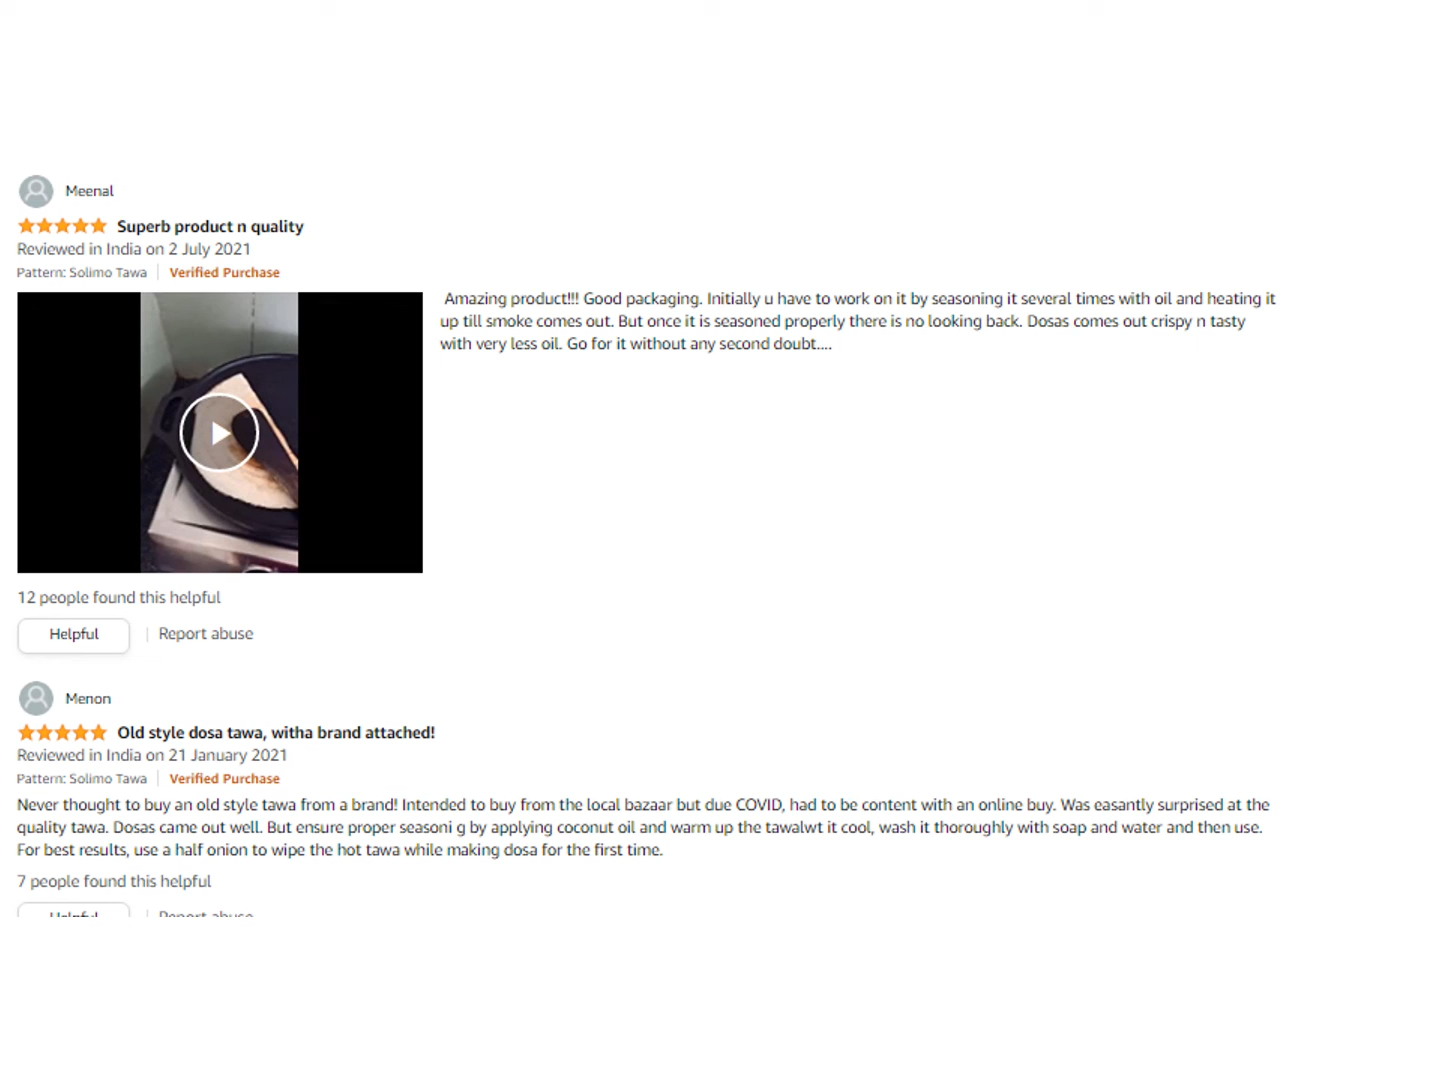 Meenal
Superb product n quality
Reviewed in India on 2 July 2021
Pattern: Solimo Tawa | Verified Purchase
Amazing product!!! Good packaging. Initially u have to work on it by seasoning it several times with oil and heating it
up till smoke comes out. But once it is seasoned properly there is no looking back. Dosas comes out crispy n tasty
with very less oil. Go for it without any second doubt....
12 people found this helpful
Helpful | Report abuse
Menon
Old style dosa tawa, witha brand attached!
Reviewed in India on 21 January 2021
Pattern: Solimo Tawa | Verified Purchase
Never thought to buy an old style tawa from a brand! Intended to buy from the local bazaar but due COVID, had to be content with an online buy. Was easantly surprised at the
quality tawa. Dosas came out well. But ensure proper seasoni g by applying coconut oil and warm up the tawalwt it cool, wash it thoroughly with soap and water and then use.
For best results, use a half onion to wipe the hot tawa while making dosa for the first time.
7 people found this helpful
Helpful | Report abuse